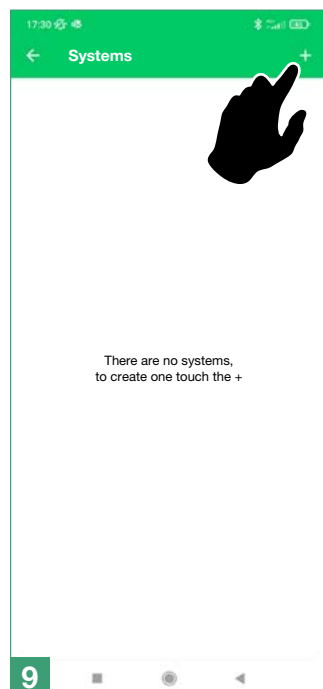 17:30
← Systems +
There are no systems,
to create one touch the +
9